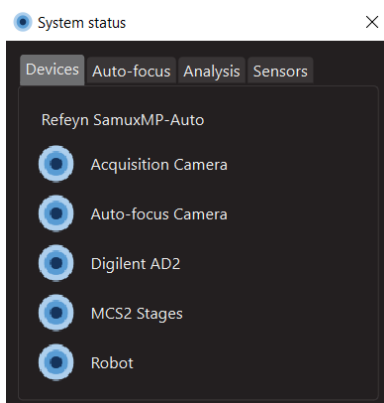 System status
Devices Auto-focus Analysis Sensors
Refeyn SamuxMP-Auto
Acquisition Camera
Auto-focus Camera
Digilent AD2
MCS2 Stages
Robot